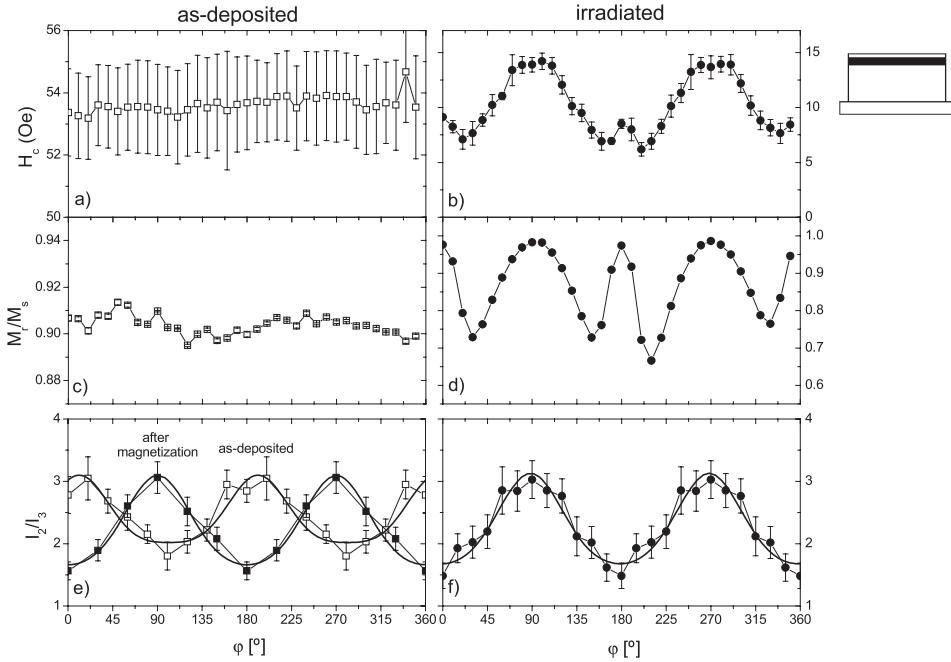 as-deposited
irradiated
56
54
52
50
H_c (Oe)
a)
15
10
5
0
b)
0.94
0.92
0.90
0.88
M_r/M_s
c)
1.0
0.9
0.8
0.7
0.6
d)
4
3
2
1
I_2/I_3
after
magnetization
as-deposited
e)
4
3
2
1
f)
0 45 90 135 180 225 270 315 360
0 45 90 135 180 225 270 315 360
φ [º]
φ [º]